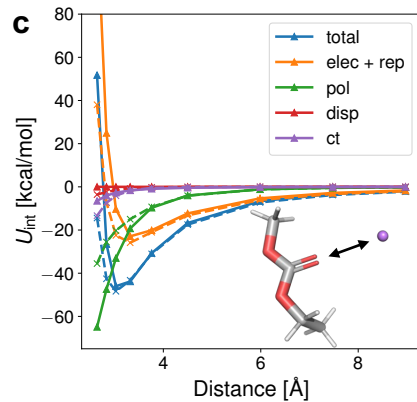 c
80
60
40
20
0
−20
−40
−60
U_int [kcal/mol]
total
elec + rep
pol
disp
ct
4
6
8
Distance [Å]